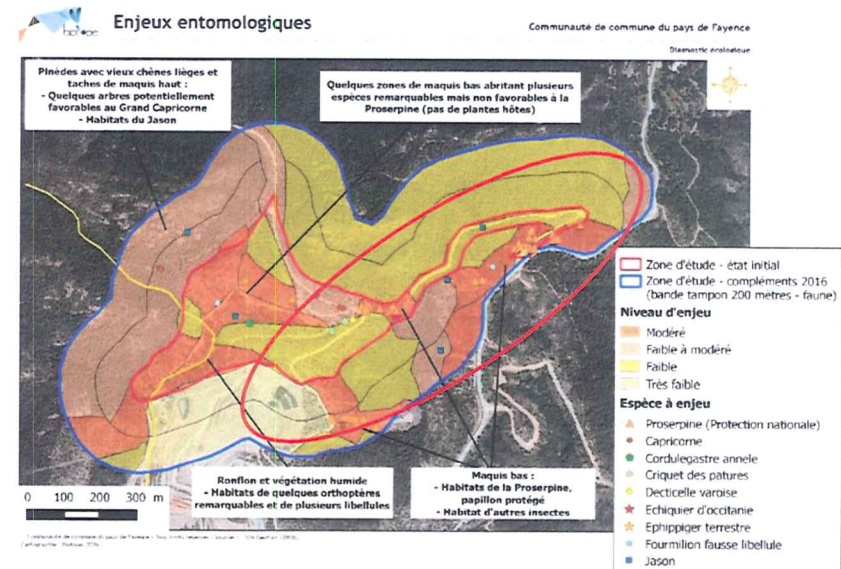 biotope
Enjeux entomologiques
Communauté de commune du pays de Fayence
Diagnostic écologique
Pinèdes avec vieux chênes lièges et
taches de maquis haut :
- Quelques arbres potentiellement
favorables au Grand Capricorne
- Habitats du Jason
Quelques zones de maquis bas abritant plusieurs
espèces remarquables mais non favorables à la
Proserpine (pas de plantes hôtes)
Zone d'étude - état initial
Zone d'étude - compléments 2016
(bande tampon 200 mètres - faune)
Niveau d'enjeu
Modéré
Faible à modéré
Faible
Très faible
Espèce à enjeu
Proserpine (Protection nationale)
Capricorne
Cordulegastre annele
Criquet des patures
Decticelle varoise
Echiquier d'occitanie
Ephippiger terrestre
Fourmilion fausse libellule
Jason
Ronflon et végétation humide
- Habitats de quelques orthoptères
remarquables et de plusieurs libellules
Maquis bas :
- Habitats de la Proserpine,
papillon protégé
- Habitat d'autres insectes
0 100 200 300 m